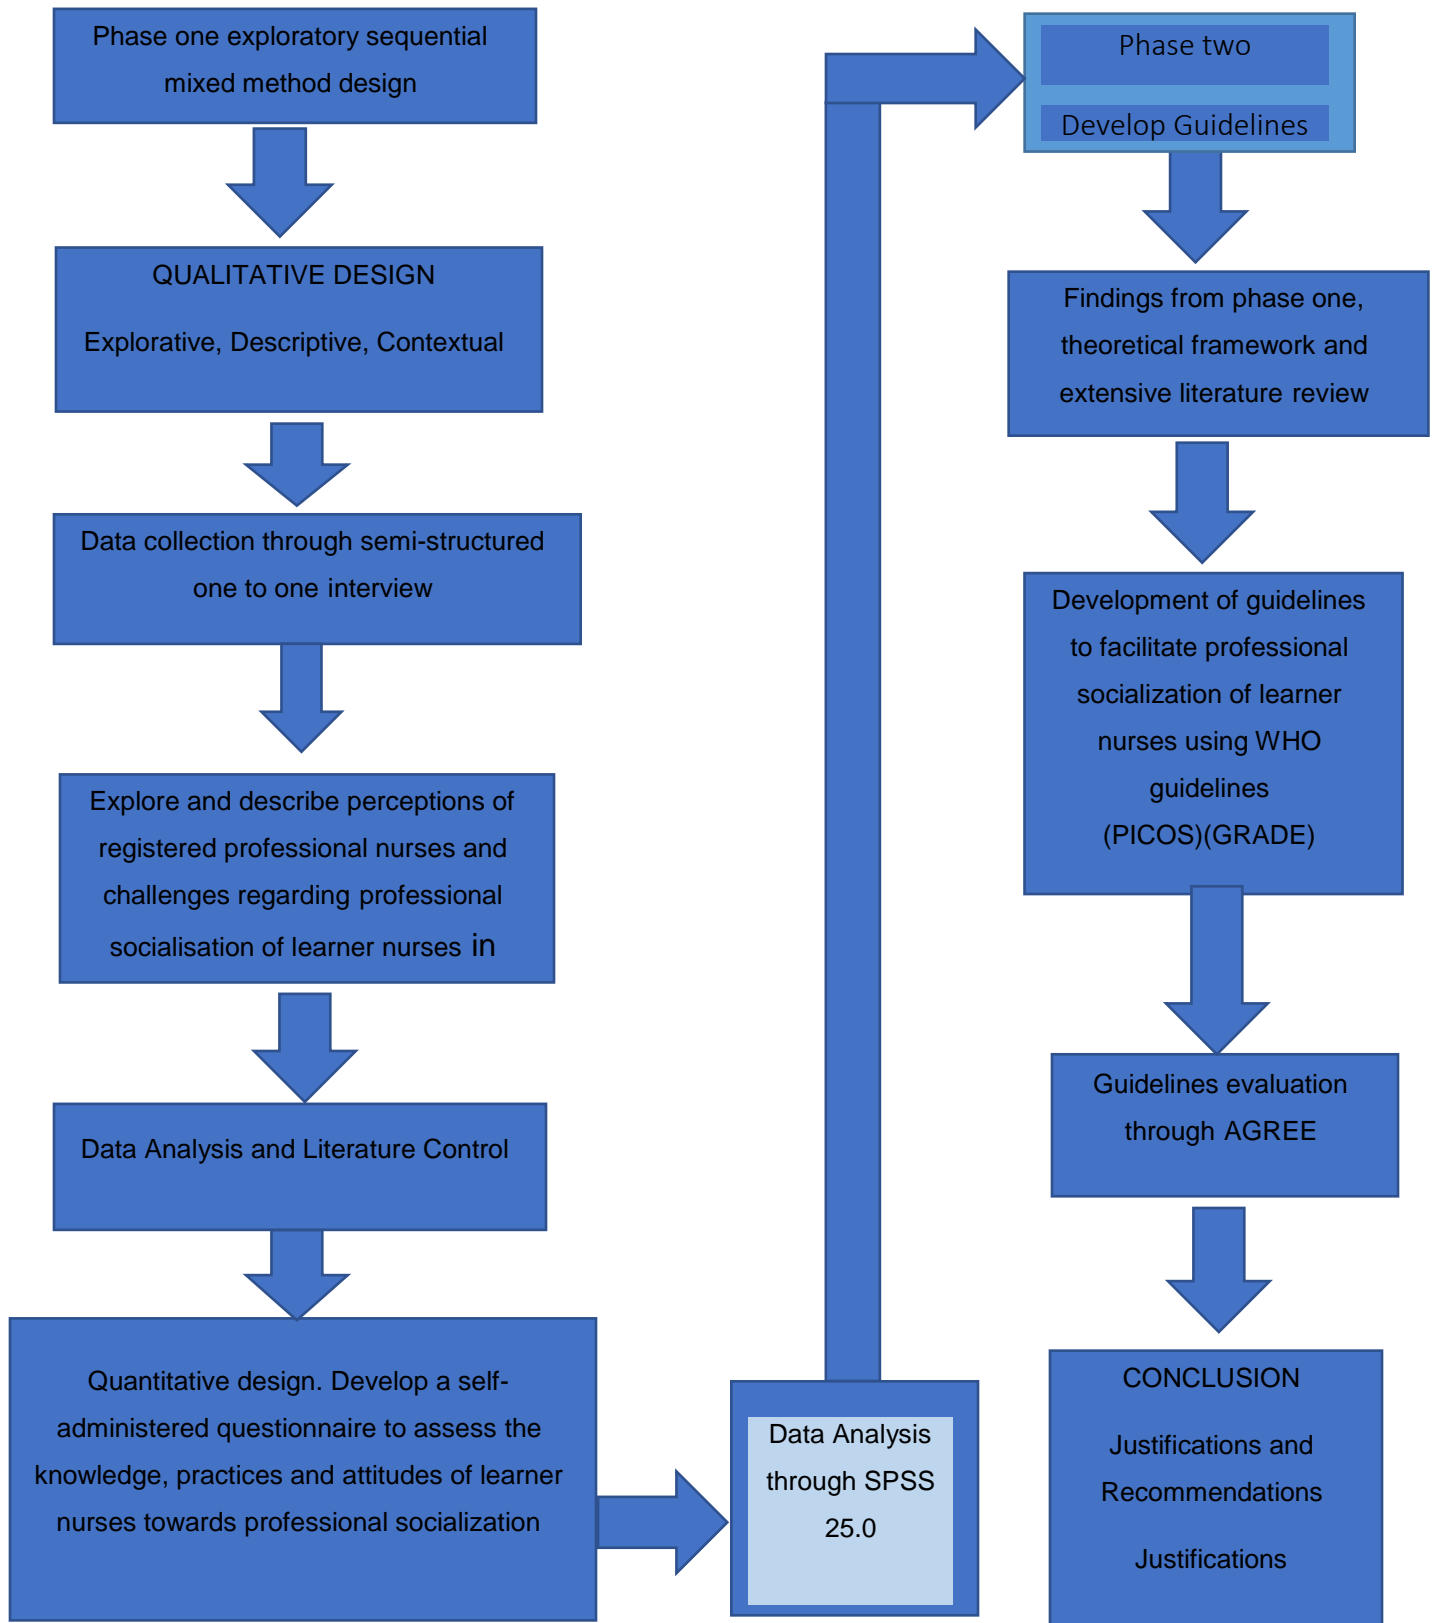 Phase one exploratory sequential
mixed method design
QUALITATIVE DESIGN
Explorative, Descriptive, Contextual
Data collection through semi-structured
one to one interview
Explore and describe perceptions of
registered professional nurses and
challenges regarding professional
socialisation of learner nurses in
Data Analysis and Literature Control
Quantitative design. Develop a self-
administered questionnaire to assess the
knowledge, practices and attitudes of learner
nurses towards professional socialization
Data Analysis
through SPSS
25.0
Phase two
Develop Guidelines
Findings from phase one,
theoretical framework and
extensive literature review
Development of guidelines
to facilitate professional
socialization of learner
nurses using WHO
guidelines
(PICOS)(GRADE)
Guidelines evaluation
through AGREE
CONCLUSION
Justifications and
Recommendations
Justifications